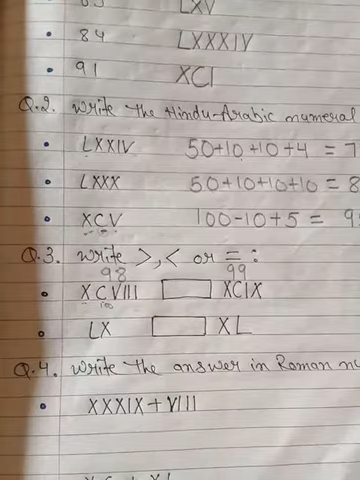 LXV
• 84 LXXXIV
• 91 XCI
Q.2. Write the Hindu-Arabic numeral
• LXXIV 50+10+10+4 = 7
• LXXX 50+10+10+10 = 8
• XCV 100-10+5 = 9
Q.3. Write >, < or = :
98 99
• XCVIII XCIX
• LX XL
Q.4. Write the answer in Roman nu
• XXXIX + VIII